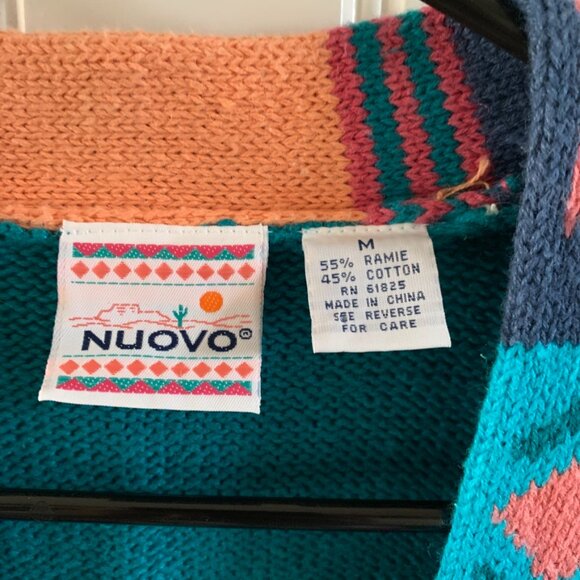 NUOVO®
M
55% RAMIE
45% COTTON
RN 61825
MADE IN CHINA
SEE REVERSE
FOR CARE